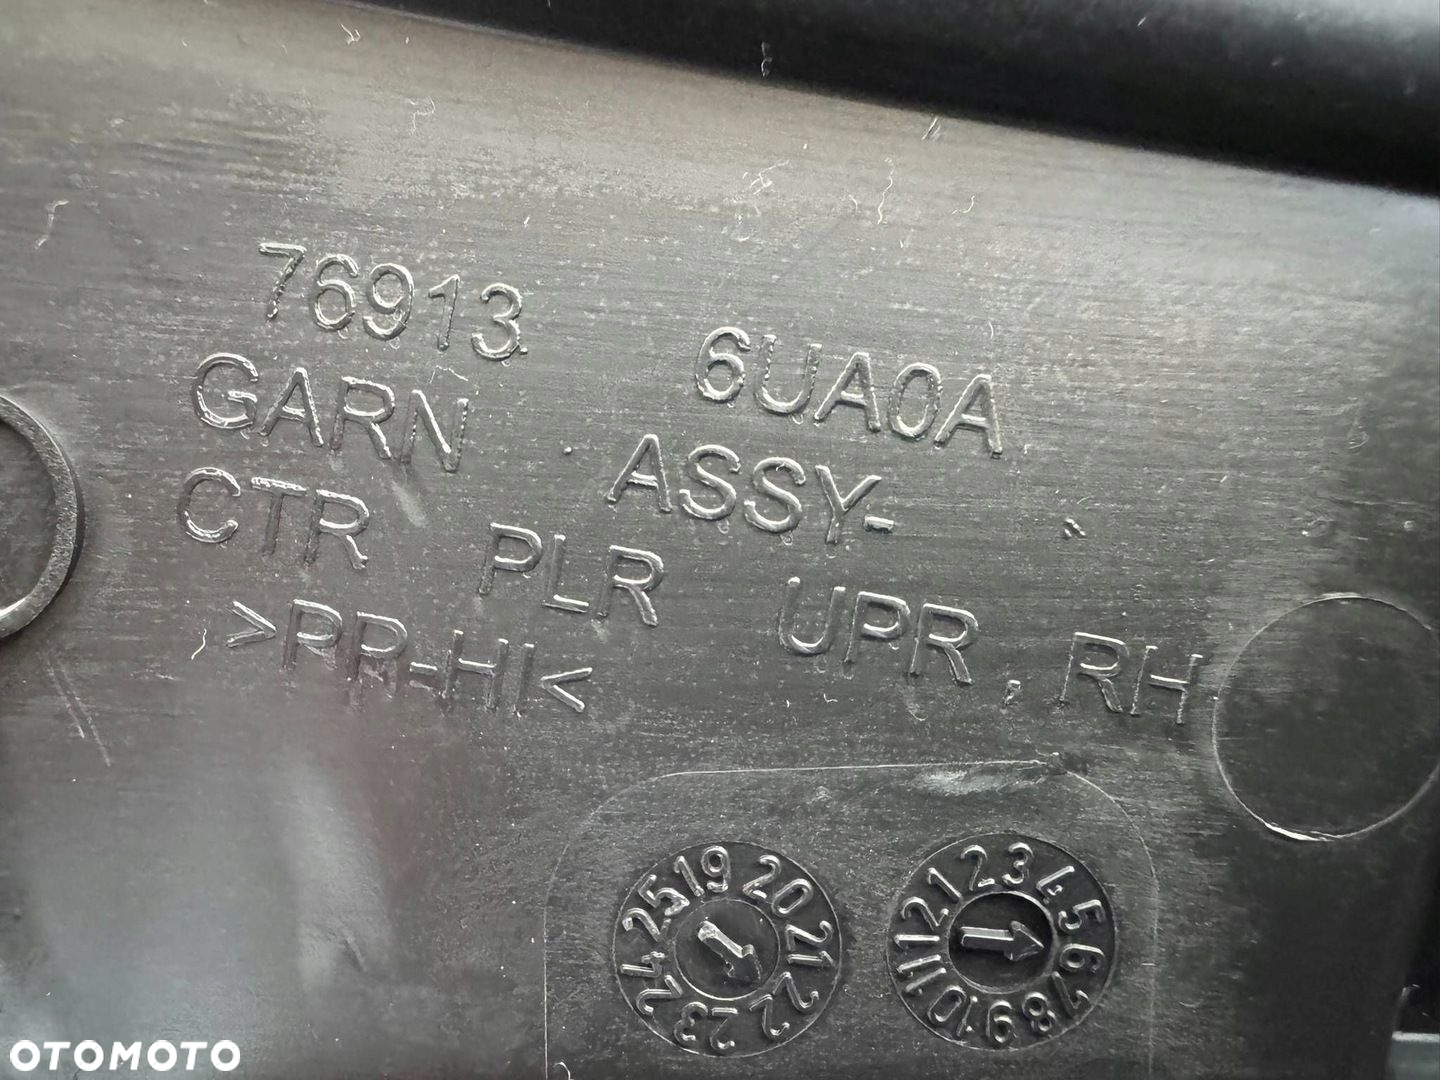 76913 6UA0A
GARN ASSY-
CTR PLR UPR, RH
>PP-HI<
19 20 21 22 23 24 25
1 2 3 4 5 6 7 8 9 10 11 12
OTOMOTO